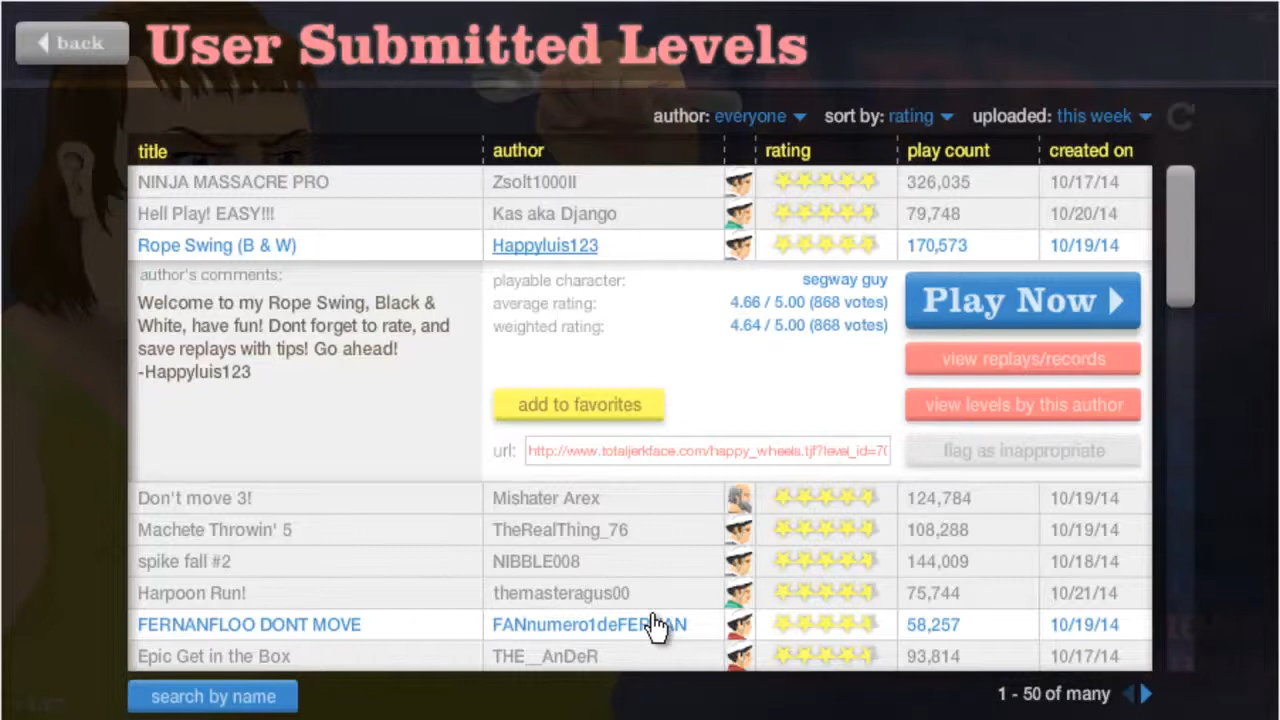 back
User Submitted Levels
author: everyone sort by: rating uploaded: this week
title author rating play count created on
NINJA MASSACRE PRO Zsolt1000II 326,035 10/17/14
Hell Play! EASY!!! Kas aka Django 79,748 10/20/14
Rope Swing (B & W) Happyluis123 170,573 10/19/14
author's comments:
Welcome to my Rope Swing, Black &
White, have fun! Dont forget to rate, and
save replays with tips! Go ahead!
-Happyluis123
playable character: segway guy
average rating: 4.66 / 5.00 (868 votes)
weighted rating: 4.64 / 5.00 (868 votes)
add to favorites
url: http://www.totaljerkface.com/happy_wheels.tjf?level_id=7(
Play Now
view replays/records
view levels by this author
flag as inappropriate
Don't move 3! Mishater Arex 124,784 10/19/14
Machete Throwin' 5 TheRealThing_76 108,288 10/19/14
spike fall #2 NIBBLE008 144,009 10/18/14
Harpoon Run! themasteragus00 75,744 10/21/14
FERNANFLOO DONT MOVE 58,257 10/19/14
Epic Get in the Box THE__AnDeR 93,814 10/17/14
search by name
1 - 50 of many